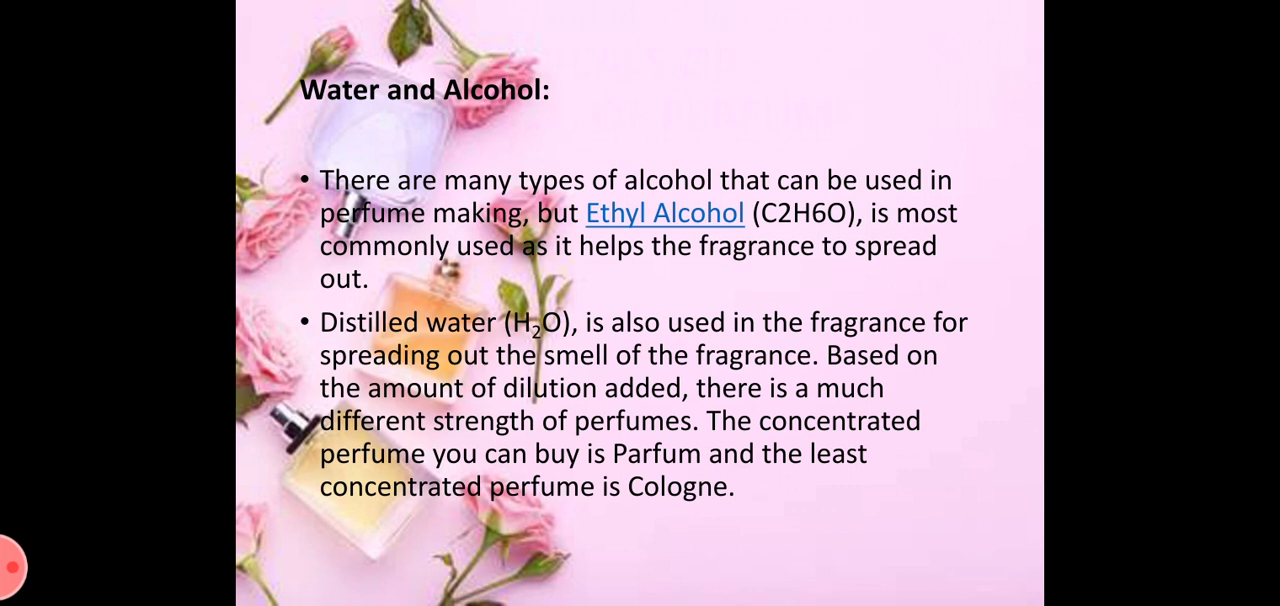 Water and Alcohol:
• There are many types of alcohol that can be used in
perfume making, but Ethyl Alcohol (C2H6O), is most
commonly used as it helps the fragrance to spread
out.
• Distilled water (H₂O), is also used in the fragrance for
spreading out the smell of the fragrance. Based on
the amount of dilution added, there is a much
different strength of perfumes. The concentrated
perfume you can buy is Parfum and the least
concentrated perfume is Cologne.